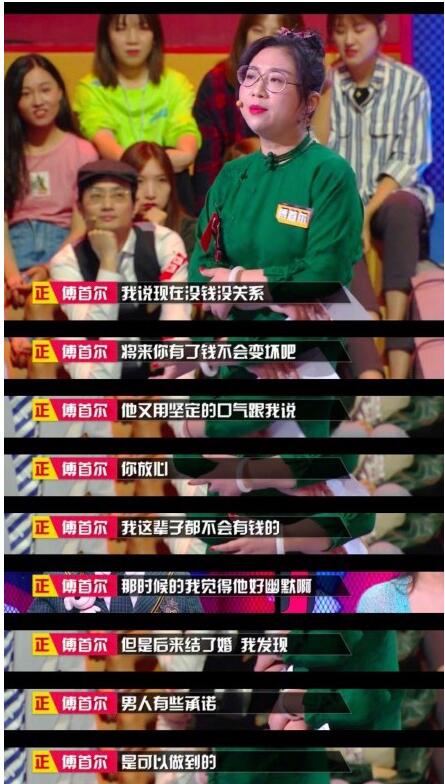 傅首尔
正 傅首尔 我说现在没钱没关系
正 傅首尔 将来你有了钱不会变坏吧
正 傅首尔 他又用坚定的口气跟我说
正 傅首尔 你放心
正 傅首尔 我这辈子都不会有钱的
正 傅首尔 那时候的我觉得他好幽默啊
正 傅首尔 但是后来结了婚 我发现
正 傅首尔 男人有些承诺
正 傅首尔 是可以做到的